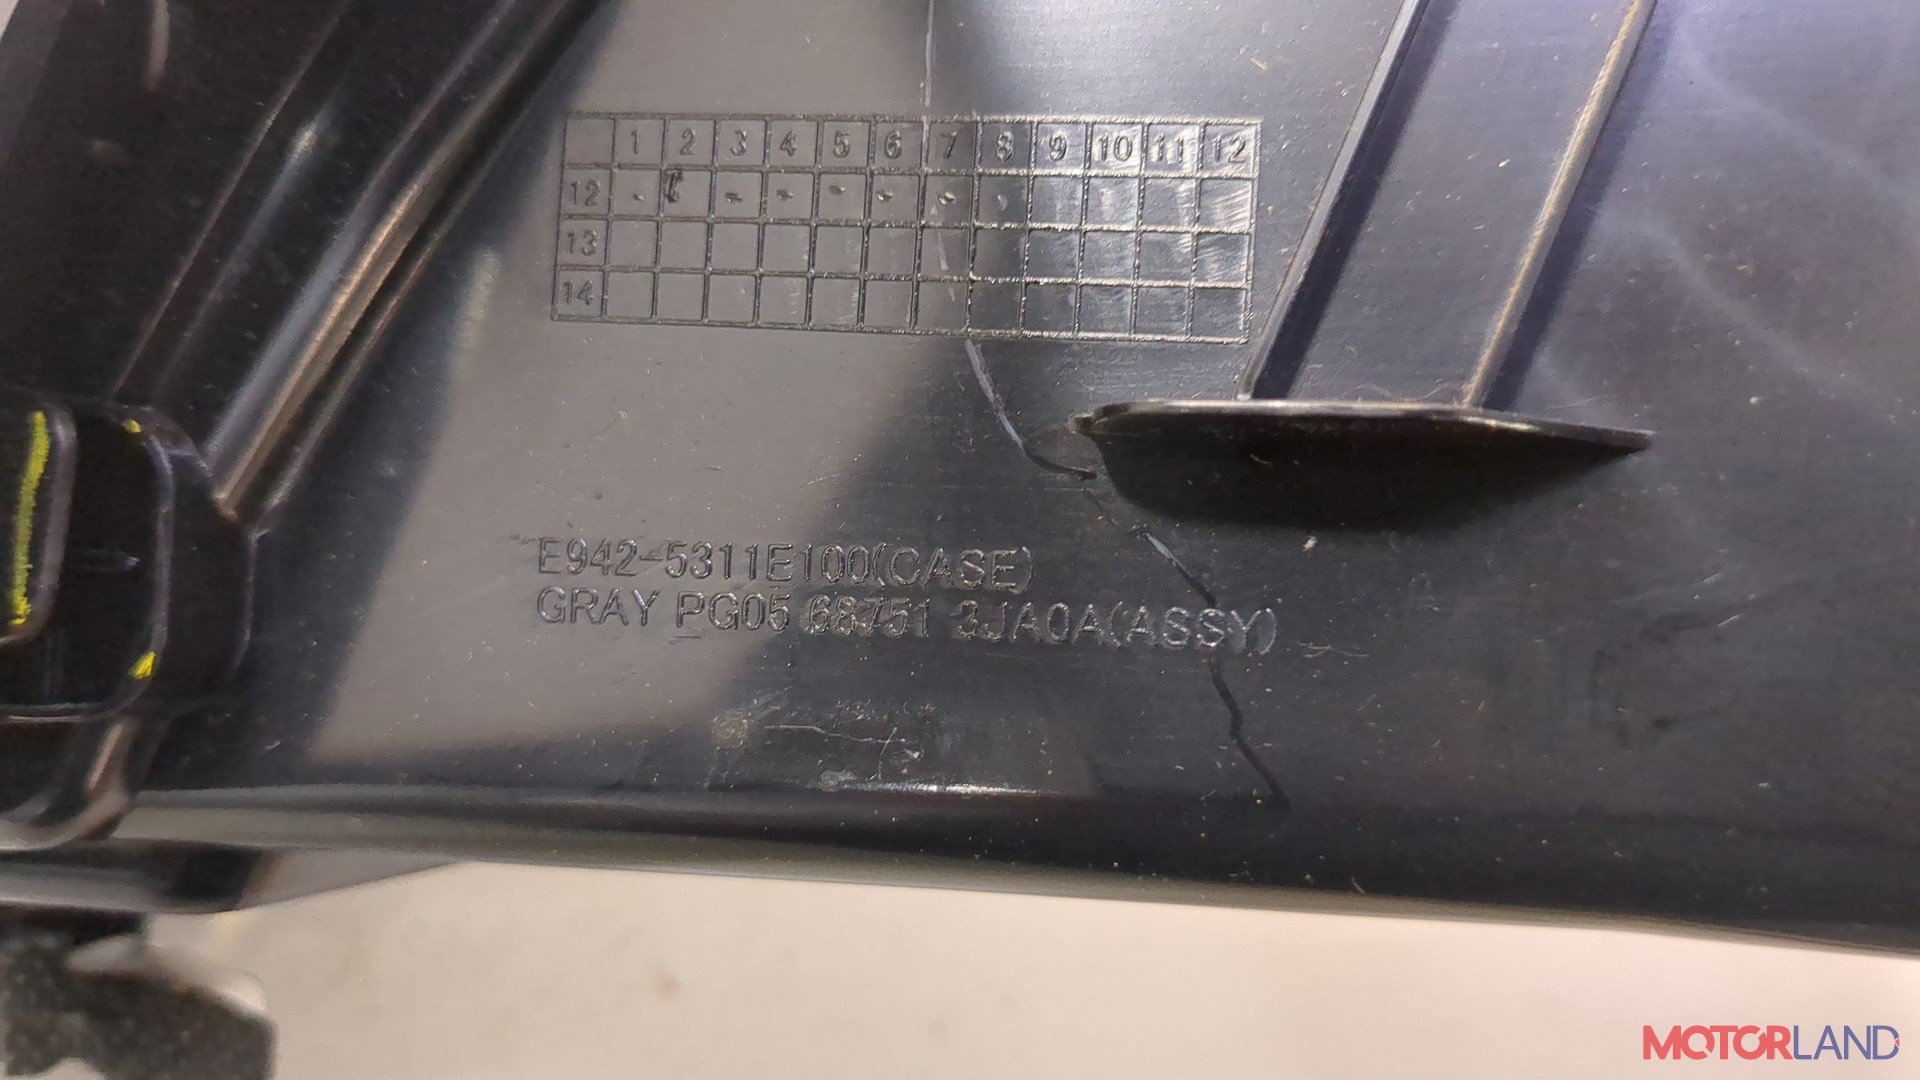 1 2 3 4 5 6 7 8 9 10 11 12
12
13
14
E942-5311E100(CASE)
GRAY PG05 68751 3JA0A(ASSY)
MOTORLAND